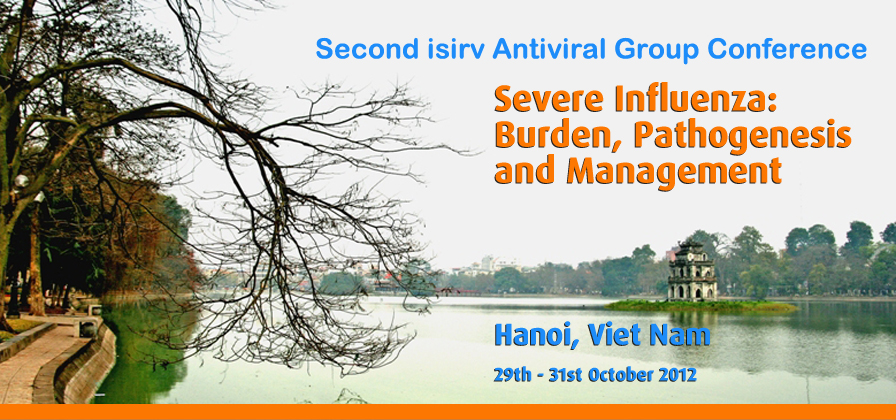 Second isirv Antiviral Group Conference
Severe Influenza:
Burden, Pathogenesis
and Management
Hanoi, Viet Nam
29th - 31st October 2012